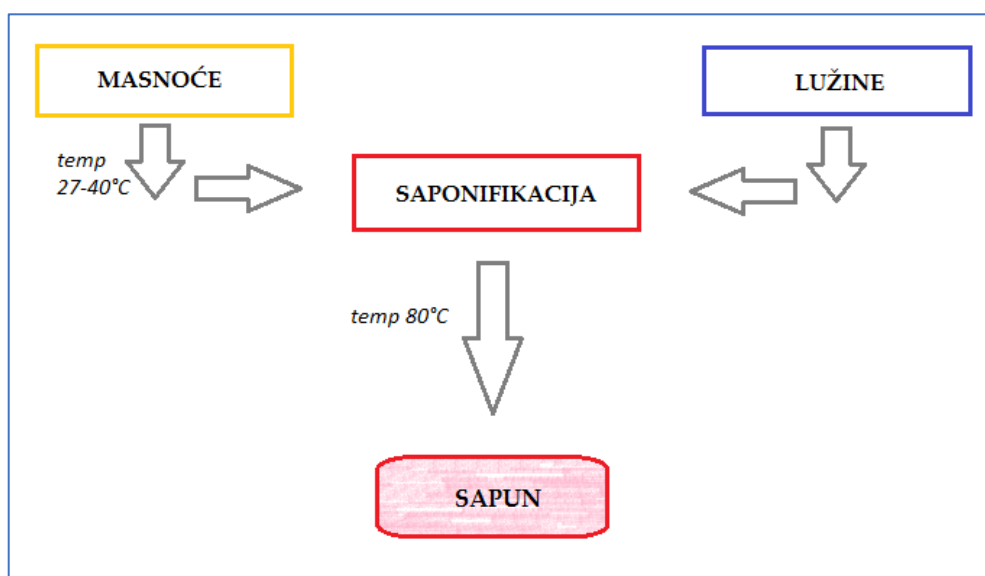 MASNOĆE
LUŽINE
temp
27-40°C
SAPONIFIKACIJA
temp 80°C
SAPUN